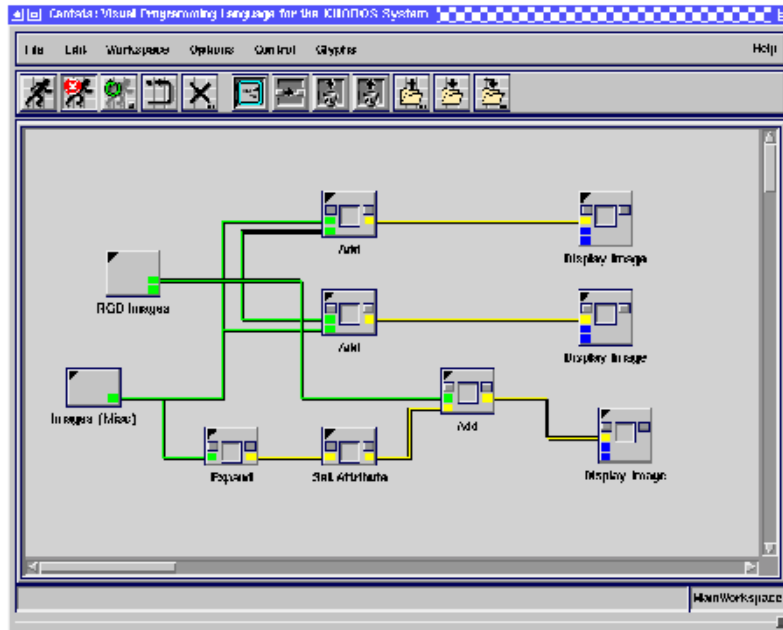 Cantata: Visual Programming Language for the KHOROS System
File Edit Workspace Options Control Glyphs Help
Add
Display Image
RGB Images
Add
Display Image
Images (Misc)
Add
Expand
Set Attribute
Display Image
MainWorkspace